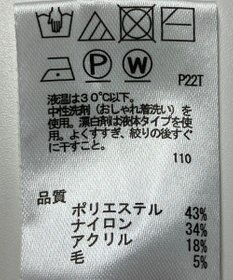 P
W
P22T
液温は30℃以下。
中性洗剤（おしゃれ着洗い）を
使用。漂白剤は液体タイプを使
用。よくすすぎ、絞りの後すぐ
に干すこと。
110
品質
ポリエステル 43%
ナイロン 34%
アクリル 18%
毛 5%